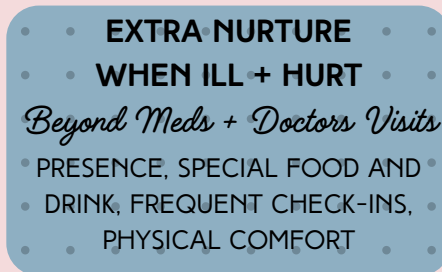 EXTRA NURTURE
WHEN ILL + HURT
Beyond Meds + Doctors Visits
PRESENCE, SPECIAL FOOD AND
DRINK, FREQUENT CHECK-INS,
PHYSICAL COMFORT